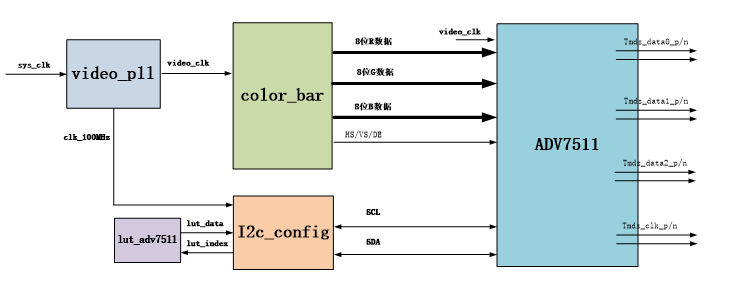 sys_clk
video_pll
video_clk
clk_100MHz
color_bar
8位R数据
8位G数据
8位B数据
HS/VS/DE
video_clk
ADV7511
Tmds_data0_p/n
Tmds_data1_p/n
Tmds_data2_p/n
Tmds_clk_p/n
lut_adv7511
lut_data
lut_index
I2c_config
SCL
SDA